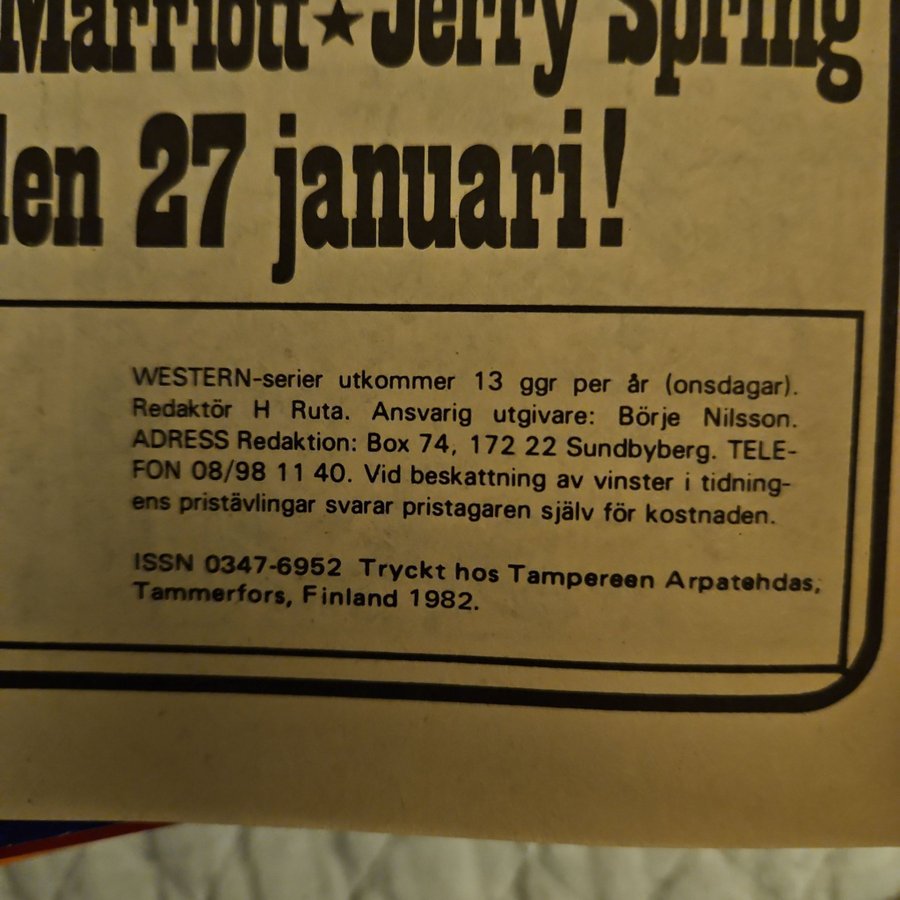 Marriott★Jerry Spring
den 27 januari!
WESTERN-serier utkommer 13 ggr per år (onsdagar).
Redaktör H Ruta. Ansvarig utgivare: Börje Nilsson.
ADRESS Redaktion: Box 74, 172 22 Sundbyberg. TELE-
FON 08/98 11 40. Vid beskattning av vinster i tidning-
ens pristävlingar svarar pristagaren själv för kostnaden.
ISSN 0347-6952 Tryckt hos Tampereen Arpatehdas,
Tammerfors, Finland 1982.